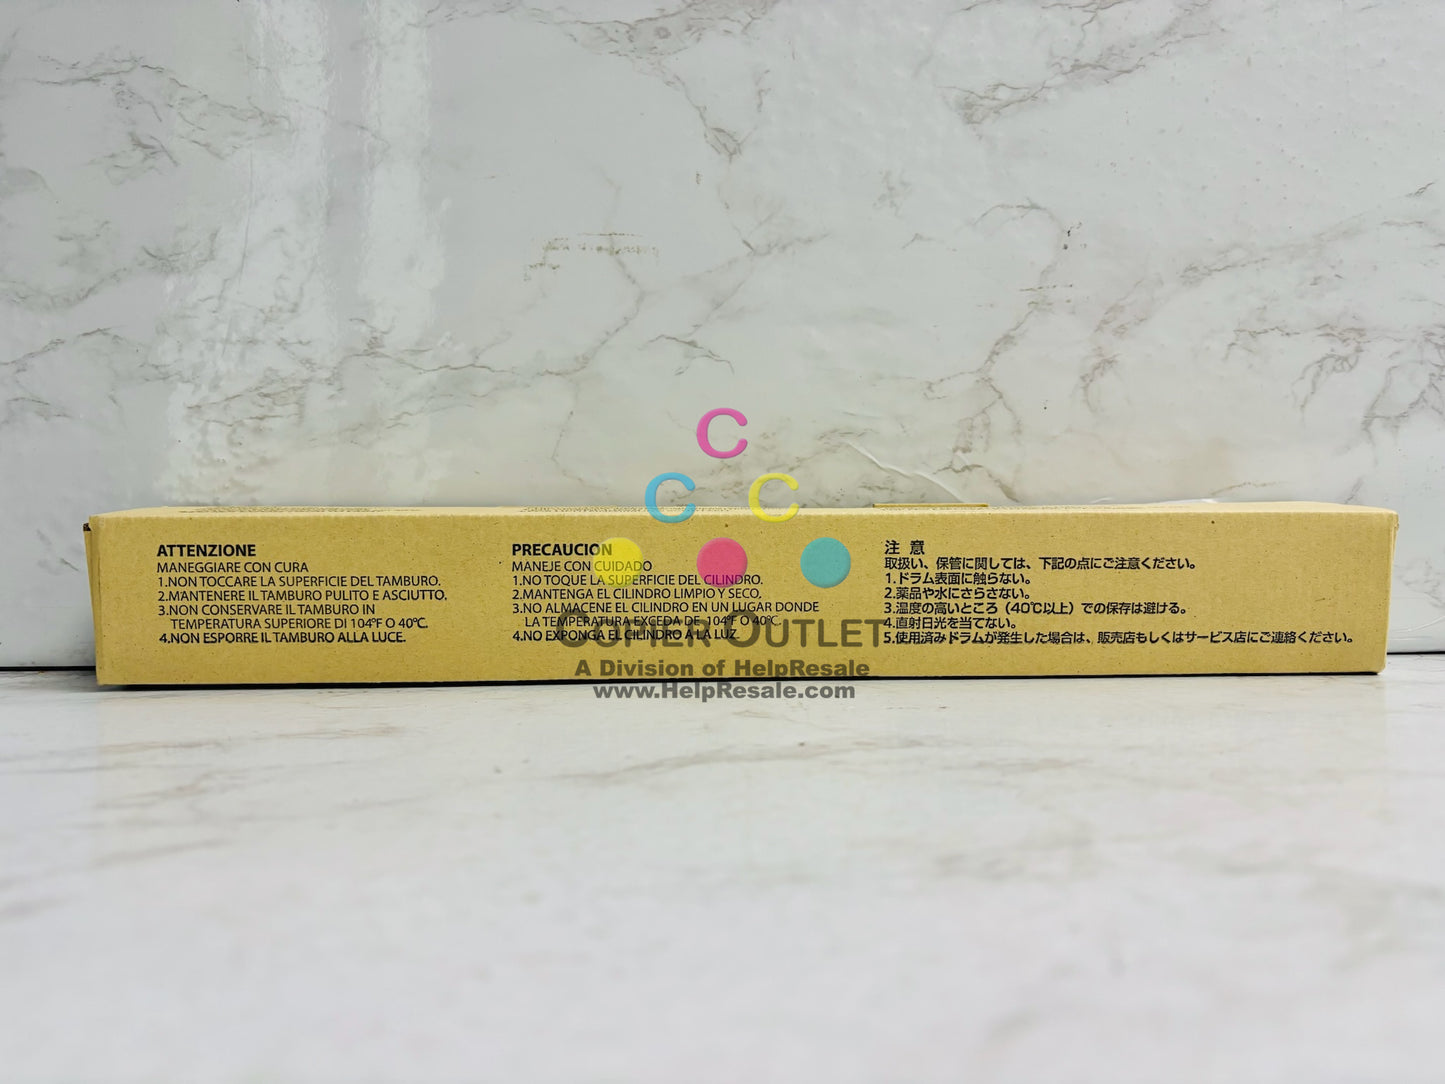 ATTENZIONE
MANEGGIARE CON CURA
1.NON TOCCARE LA SUPERFICIE DEL TAMBURO.
2.MANTENERE IL TAMBURO PULITO E ASCIUTTO.
3.NON CONSERVARE IL TAMBURO IN
TEMPERATURA SUPERIORE DI 104°F O 40°C.
4.NON ESPORRE IL TAMBURO ALLA LUCE.
PRECAUCION
MANEJE CON CUIDADO
1.NO TOQUE LA SUPERFICIE DEL CILINDRO.
2.MANTENGA EL CILINDRO LIMPIO Y SECO.
3.NO ALMACENE EL CILINDRO EN UN LUGAR DONDE
LA TEMPERATURA EXCEDA DE 104°F O 40°C.
4.NO EXPONGA EL CILINDRO A LA LUZ.
注 意
取扱い、保管に関しては、下記の点にご注意ください。
1.ドラム表面に触らない。
2.薬品や水にさらさない。
3.温度の高いところ（40℃以上）での保存は避ける。
4.直射日光を当てない。
5.使用済みドラムが発生した場合は、販売店もしくはサービス店にご連絡ください。
C
C C
COPIER OUTLET
A Division of HelpResale
www.HelpResale.com